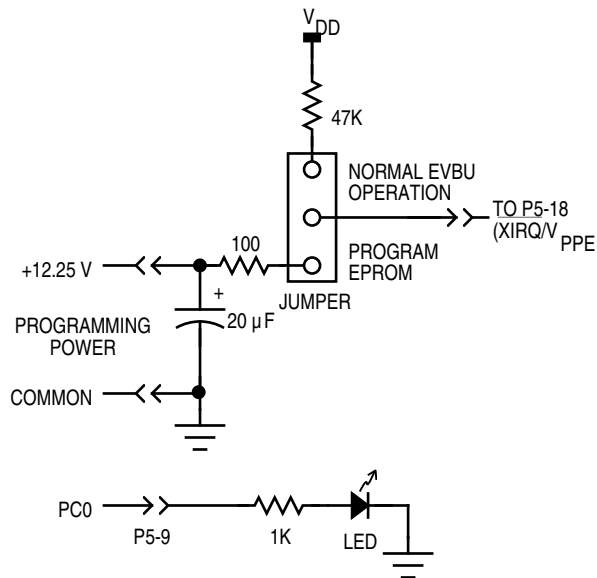 VDD
47K
NORMAL EVBU
OPERATION
TO P5-18
(XIRQ/VPPE
100
PROGRAM
EPROM
+12.25 V
JUMPER
+
20 µF
PROGRAMMING
POWER
COMMON
PC0
P5-9
1K
LED